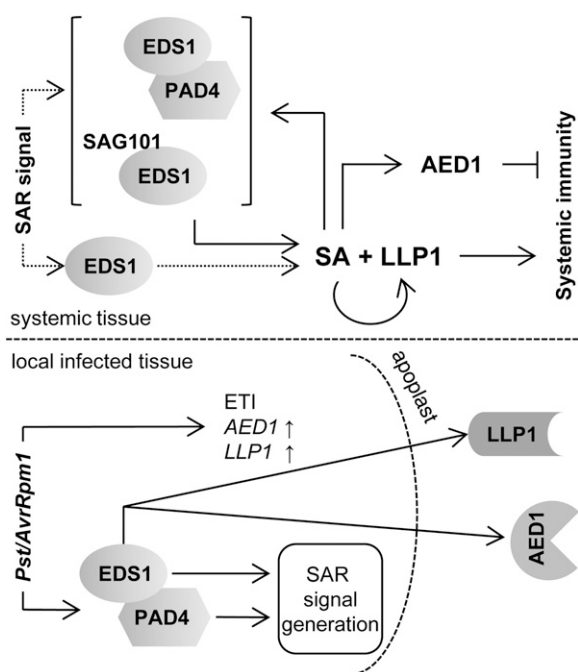 EDS1
PAD4
SAG101
EDS1
SAR signal
EDS1
AED1
SA + LLP1
Systemic immunity
systemic tissue
local infected tissue
apoplast
ETI
AED1 ↑
LLP1 ↑
LLP1
Pst/AvrRpm1
AED1
EDS1
PAD4
SAR
signal
generation